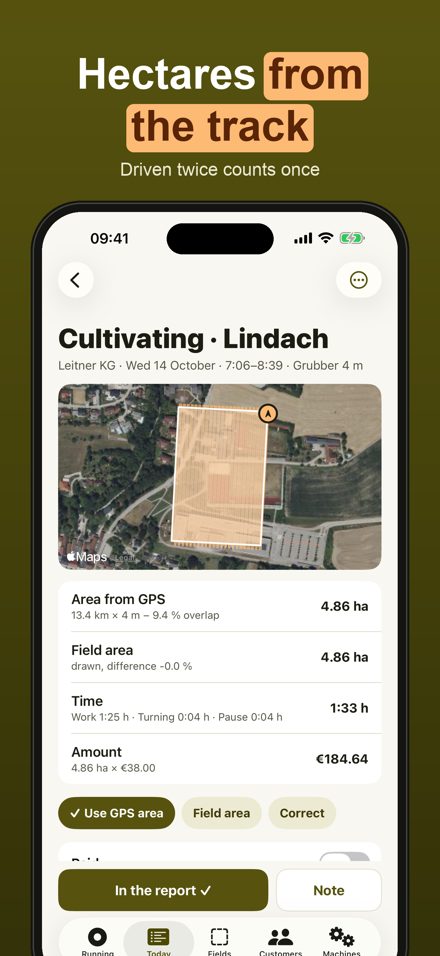 Hectares from
the track
Driven twice counts once
09:41
Cultivating · Lindach
Leitner KG · Wed 14 October · 7:06–8:39 · Grubber 4 m
Maps Legal
Area from GPS
13.4 km × 4 m – 9.4 % overlap
4.86 ha
Field area
drawn, difference -0.0 %
4.86 ha
Time
Work 1:25 h · Turning 0:04 h · Pause 0:04 h
1:33 h
Amount
4.86 ha × €38.00
€184.64
✓ Use GPS area
Field area
Correct
In the report ✓
Note
Running
Today
Fields
Customers
Machines